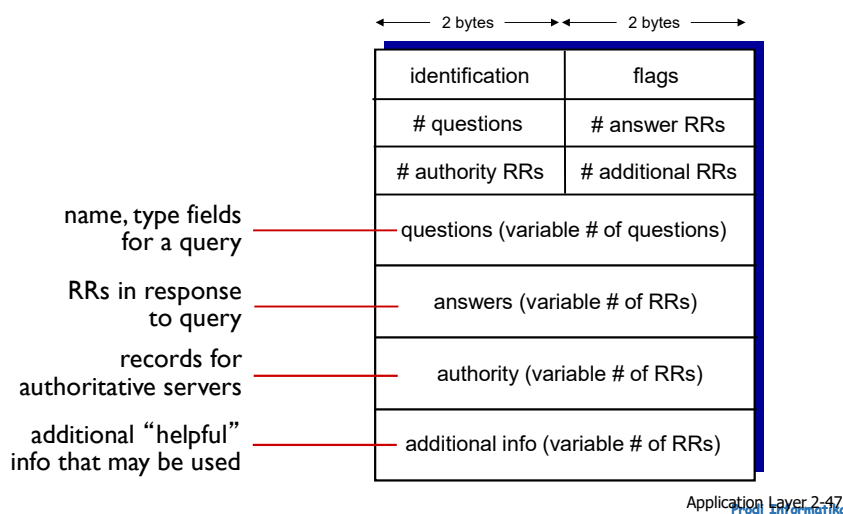 2 bytes 2 bytes
identification flags
# questions # answer RRs
# authority RRs # additional RRs
name, type fields
for a query
questions (variable # of questions)
RRs in response
to query
answers (variable # of RRs)
records for
authoritative servers
authority (variable # of RRs)
additional “helpful”
info that may be used
additional info (variable # of RRs)
Application Layer 2-47
Prodi Informatika